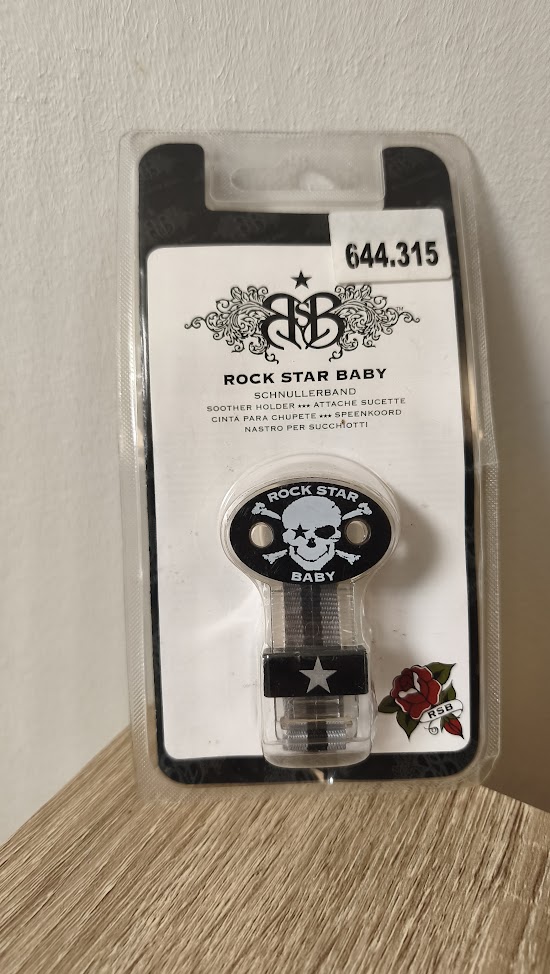 644.315
RSB
ROCK STAR BABY
SCHNULLERBAND
SOOTHER HOLDER ★★★ ATTACHE SUCETTE
CINTA PARA CHUPETE ★★★ SPEENKOORD
NASTRO PER SUCCHIOTTI
ROCK STAR
BABY
RSB